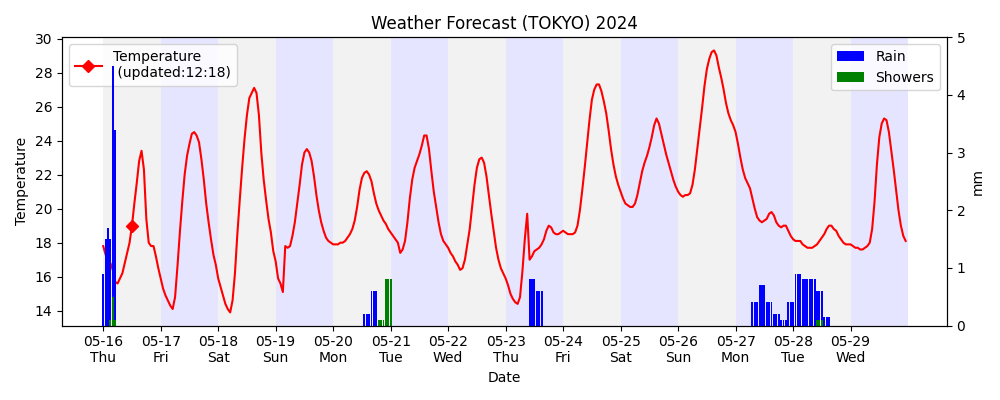 Weather Forecast (TOKYO) 2024
Temperature
(updated:12:18)
Rain
Showers
30
28
26
24
22
20
18
16
14
Temperature
5
4
3
2
1
0
mm
05-16 05-17 05-18 05-19 05-20 05-21 05-22 05-23 05-24 05-25 05-26 05-27 05-28 05-29
Thu Fri Sat Sun Mon Tue Wed Thu Fri Sat Sun Mon Tue Wed
Date